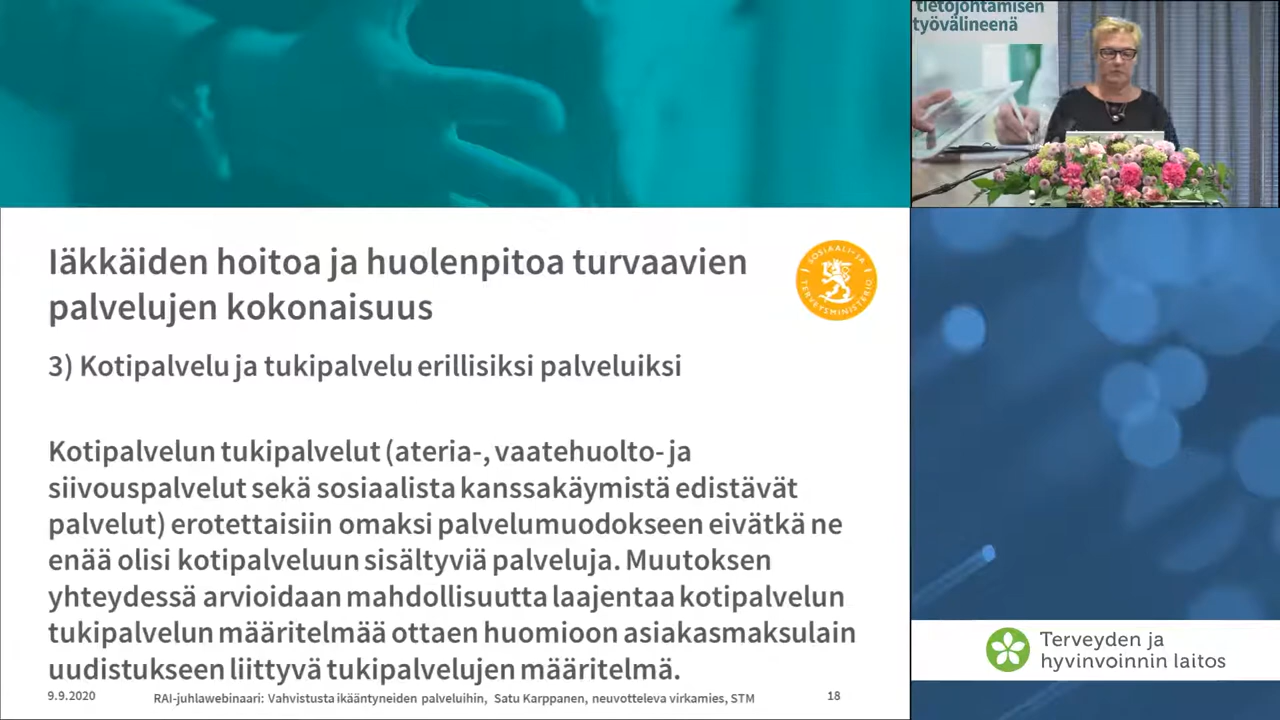 Iäkkäiden hoitoa ja huolenpitoa turvaavien
palvelujen kokonaisuus
SOSIAALI- JA
TERVEYSMINISTERIÖ
3) Kotipalvelu ja tukipalvelu erillisiksi palveluiksi
Kotipalvelun tukipalvelut (ateria-, vaatehuolto- ja
siivouspalvelut sekä sosiaalista kanssakäymistä edistävät
palvelut) erotettaisiin omaksi palvelumuodokseen eivätkä ne
enää olisi kotipalveluun sisältyviä palveluja. Muutoksen
yhteydessä arvioidaan mahdollisuutta laajentaa kotipalvelun
tukipalvelun määritelmää ottaen huomioon asiakasmaksulain
uudistukseen liittyvä tukipalvelujen määritelmä.
9.9.2020
RAI-juhlawebinaari: Vahvistusta ikääntyneiden palveluihin, Satu Karppanen, neuvotteleva virkamies, STM
18
tietojohtamisen
työvälineenä
Terveyden ja
hyvinvoinnin laitos